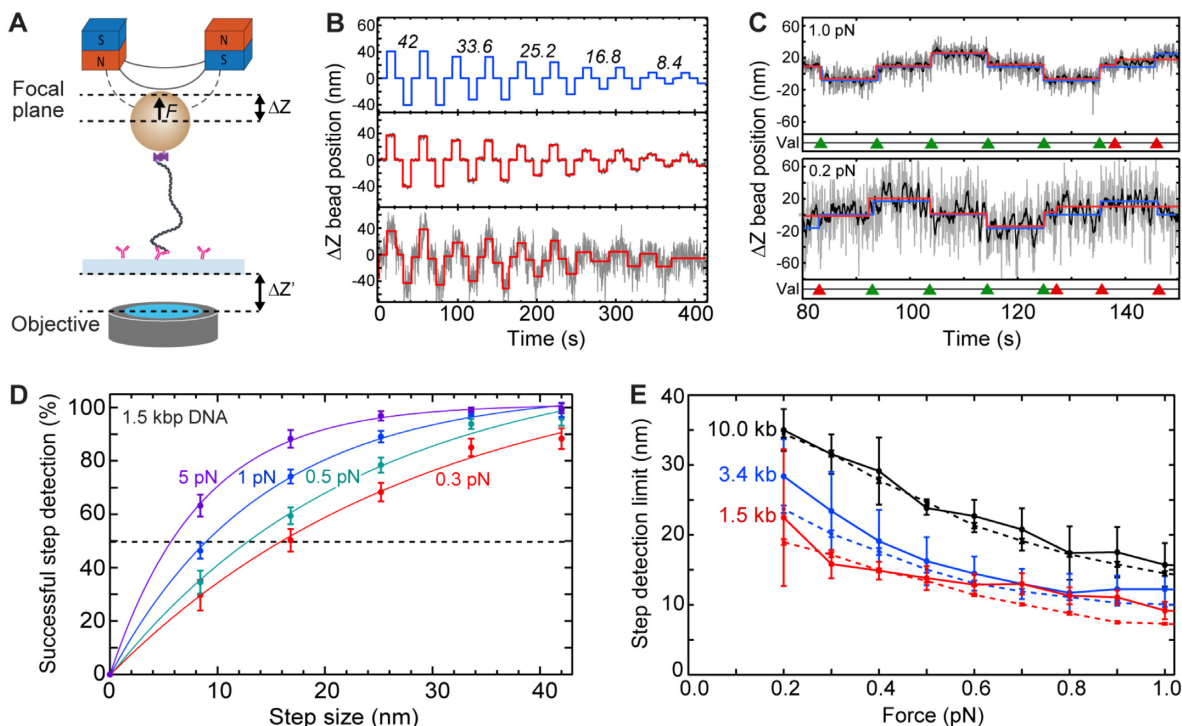 A
S
N
N
S
Focal
plane
F
ΔZ
ΔZ'
Objective
B
ΔZ bead position (nm)
40
0
-40
40
0
-40
40
0
-40
42
33.6
25.2
16.8
8.4
0
100
200
300
400
Time (s)
C
ΔZ bead position (nm)
1.0 pN
60
20
-20
-60
Val
0.2 pN
60
20
-20
-60
Val
80
100
120
140
Time (s)
D
Successful step detection (%)
100
80
60
40
20
0
1.5 kbp DNA
5 pN
1 pN
0.5 pN
0.3 pN
0
10
20
30
40
Step size (nm)
E
Step detection limit (nm)
40
30
20
10
0
10.0 kb
3.4 kb
1.5 kb
0.0
0.2
0.4
0.6
0.8
1.0
Force (pN)